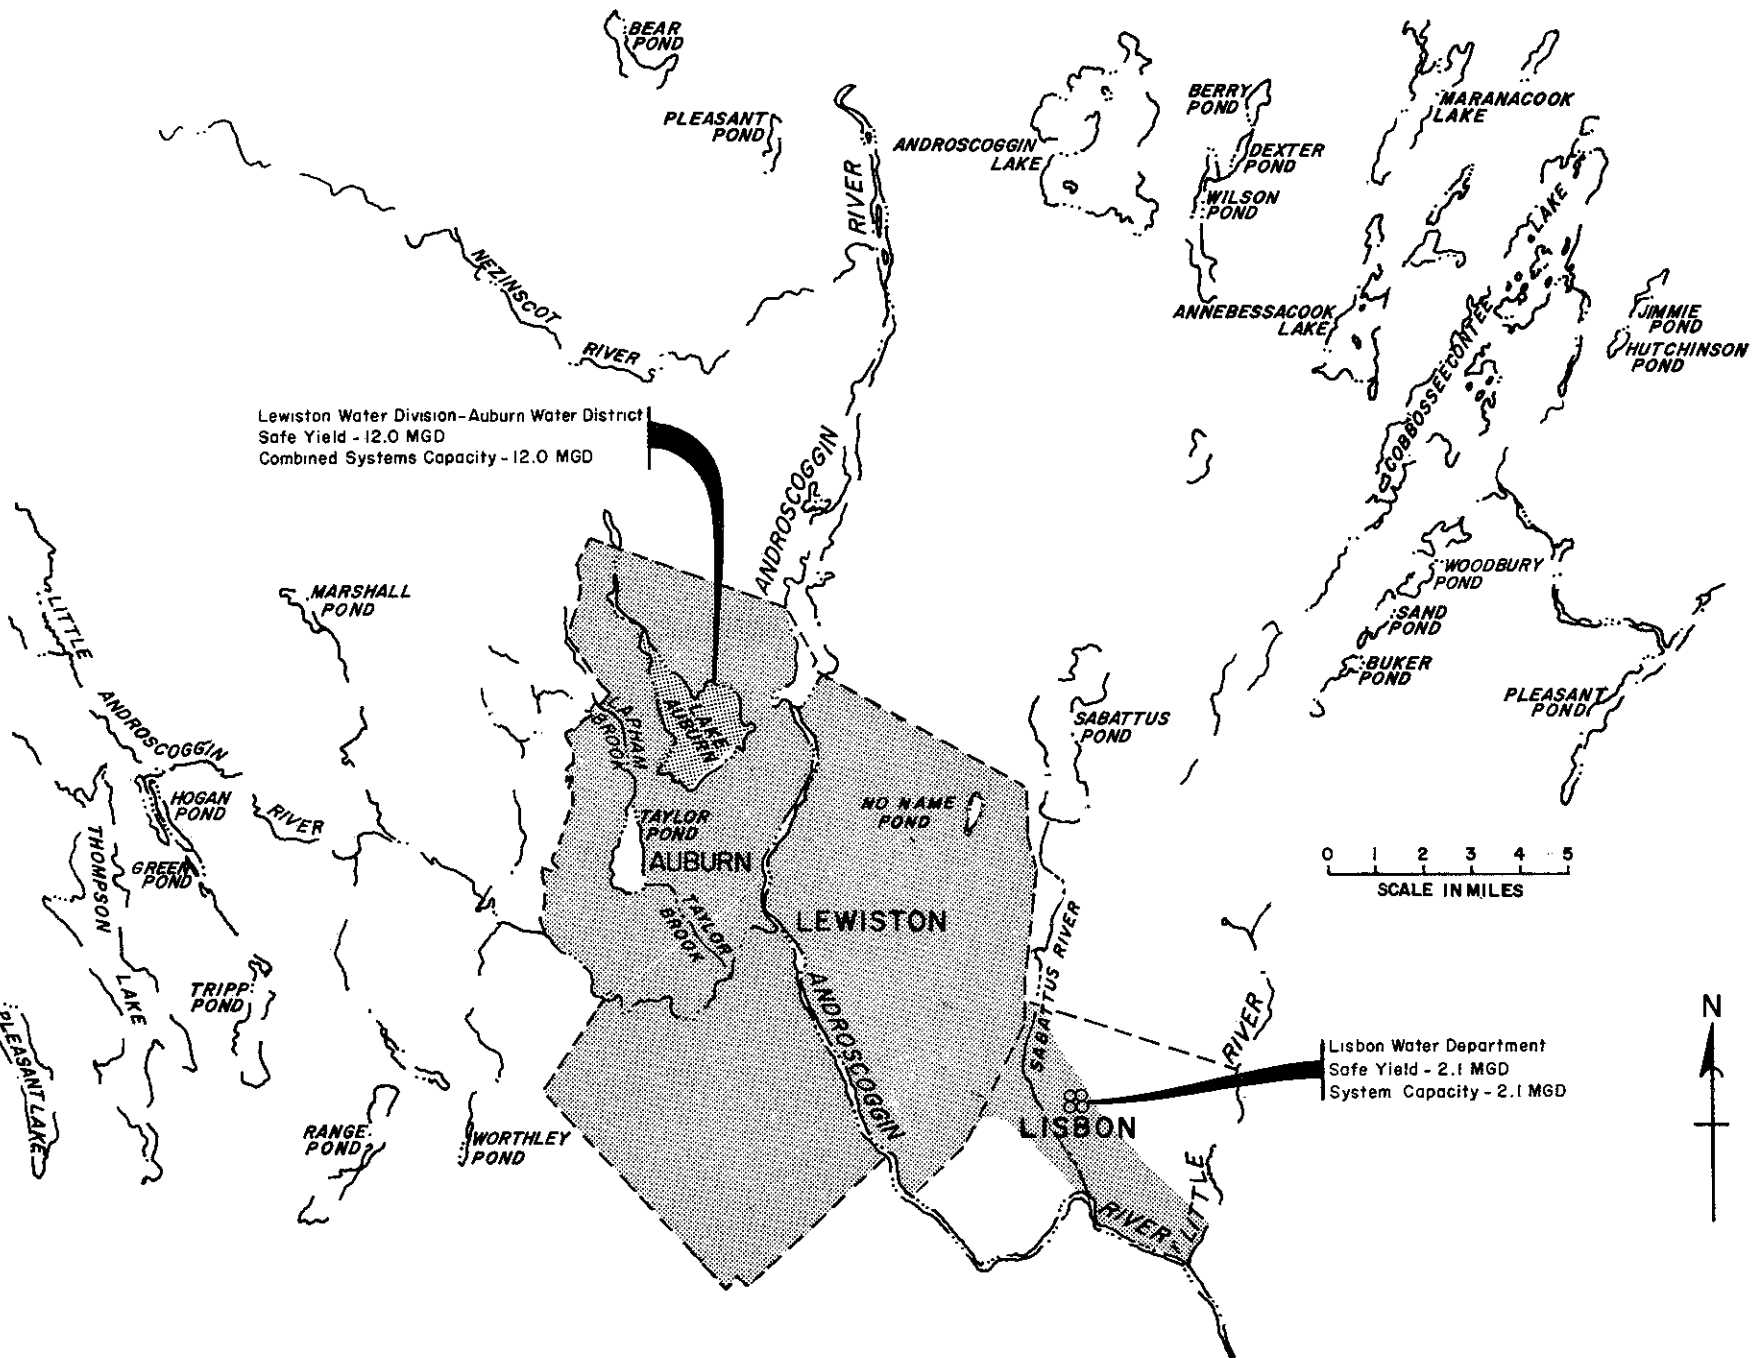 BEAR
POND
PLEASANT
POND
ANDROSCOGGIN
LAKE
BERRY
POND
DEXTER
POND
WILSON
POND
MARANACOOK
LAKE
RIVER
NEZINSCOT
RIVER
ANNEBESSACOOK
LAKE
COBBOSSEECONTEE
LAKE
JIMMIE
POND
HUTCHINSON
POND
Lewiston Water Division-Auburn Water District
Safe Yield - 12.0 MGD
Combined Systems Capacity - 12.0 MGD
ANDROSCOGGIN
WOODBURY
POND
SAND
POND
BUKER
POND
PLEASANT
POND
MARSHALL
POND
LITTLE
ANDROSCOGGIN
RIVER
LAPHAM
BROOK
LAKE
AUBURN
SABATTUS
POND
HOGAN
POND
GREEN
POND
THOMPSON
LAKE
TAYLOR
POND
AUBURN
NO NAME
POND
0 1 2 3 4 5
SCALE IN MILES
LEWISTON
TAYLOR
BROOK
TRIPP
POND
PLEASANT LAKE
ANDROSCOGGIN
SABATTUS RIVER
RIVER
N
Lisbon Water Department
Safe Yield - 2.1 MGD
System Capacity - 2.1 MGD
LISBON
RANGE
POND
WORTHLEY
POND
RIVER
LITTLE